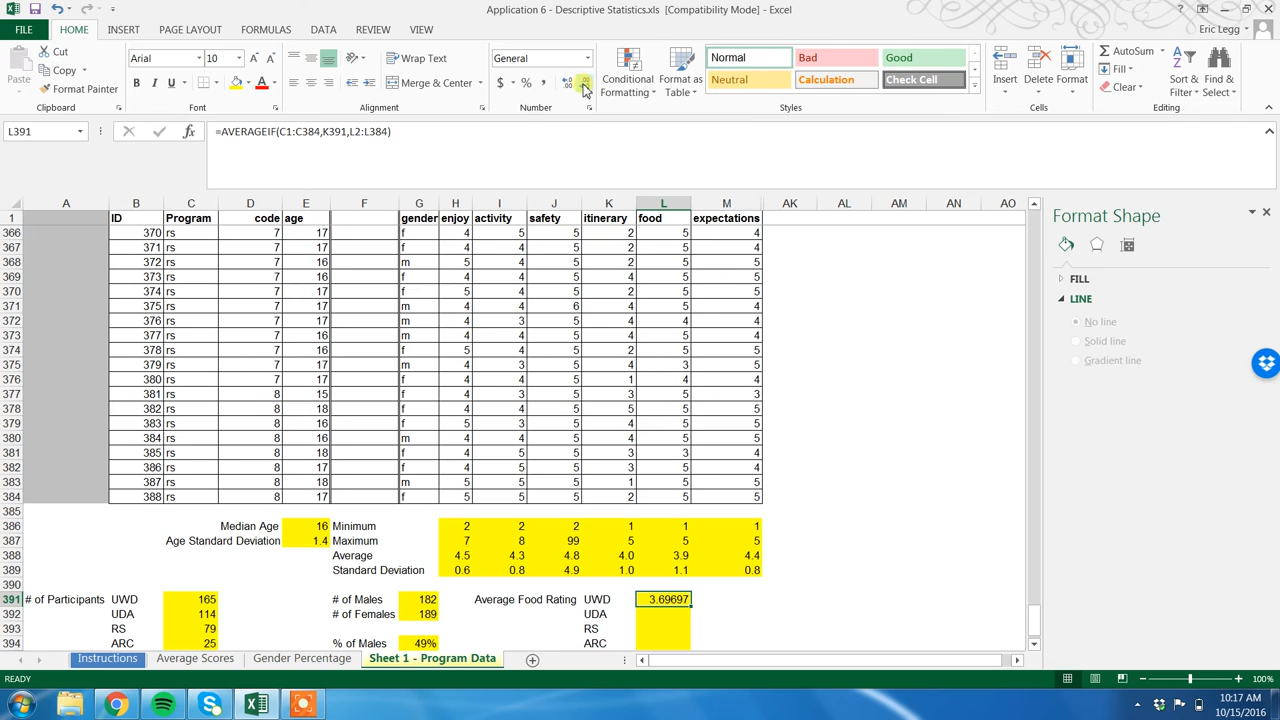 Application 6 - Descriptive Statistics.xls [Compatibility Mode] - Excel
FILE HOME INSERT PAGE LAYOUT FORMULAS DATA REVIEW VIEW Eric Legg
Cut
Copy
Format Painter
Paste
Arial 10
Wrap Text
Merge & Center
General
Conditional Formatting
Format as Table
Normal Bad Good
Neutral Calculation Check Cell
Insert Delete Format
AutoSum
Fill
Clear
Sort & Filter
Find & Select
Clipboard Font Alignment Number Styles Cells Editing
L391 fx =AVERAGEIF(C1:C384,K391,L2:L384)
A B C D E F G H I J K L M AK AL AM AN AO
1 ID Program code age gender enjoy activity safety itinerary food expectations
366 370 rs 7 17 f 4 5 5 2 5 4
367 371 rs 7 17 f 4 4 5 2 5 4
368 372 rs 7 16 m 5 4 5 2 5 4
369 373 rs 7 16 f 4 4 5 4 5 4
370 374 rs 7 17 f 5 4 5 2 5 4
371 375 rs 7 17 m 4 4 6 4 5 4
372 376 rs 7 17 m 4 3 5 4 4 4
373 377 rs 7 16 m 4 4 5 4 5 5
374 378 rs 7 16 f 5 4 5 2 5 5
375 379 rs 7 16 m 4 3 5 4 3 5
376 380 rs 7 17 f 4 4 5 1 4 4
377 381 rs 8 15 f 4 3 5 3 5 3
378 382 rs 8 18 f 4 4 5 5 5 5
379 383 rs 8 16 f 5 3 5 4 5 5
380 384 rs 8 16 m 4 4 5 4 5 4
381 385 rs 8 18 f 4 5 5 3 3 4
382 386 rs 8 17 f 4 5 5 3 5 4
383 387 rs 8 18 m 5 5 5 1 5 5
384 388 rs 8 17 f 5 5 5 2 5 5
385
386 Median Age 16 Minimum 2 2 2 1 1 1
387 Age Standard Deviation 1.4 Maximum 7 8 99 5 5 5
388 Average 4.5 4.3 4.8 4.0 3.9 4.4
389 Standard Deviation 0.6 0.8 4.9 1.0 1.1 0.8
390
391 # of Participants UWD 165 # of Males 182 Average Food Rating UWD 3.69697
392 UDA 114 # of Females 189 UDA
393 RS 79 RS
394 ARC 25 % of Males 49% ARC
Format Shape
FILL
LINE
No line
Solid line
Gradient line
Instructions Average Scores Gender Percentage Sheet 1 - Program Data
READY 100%
10:17 AM
10/15/2016